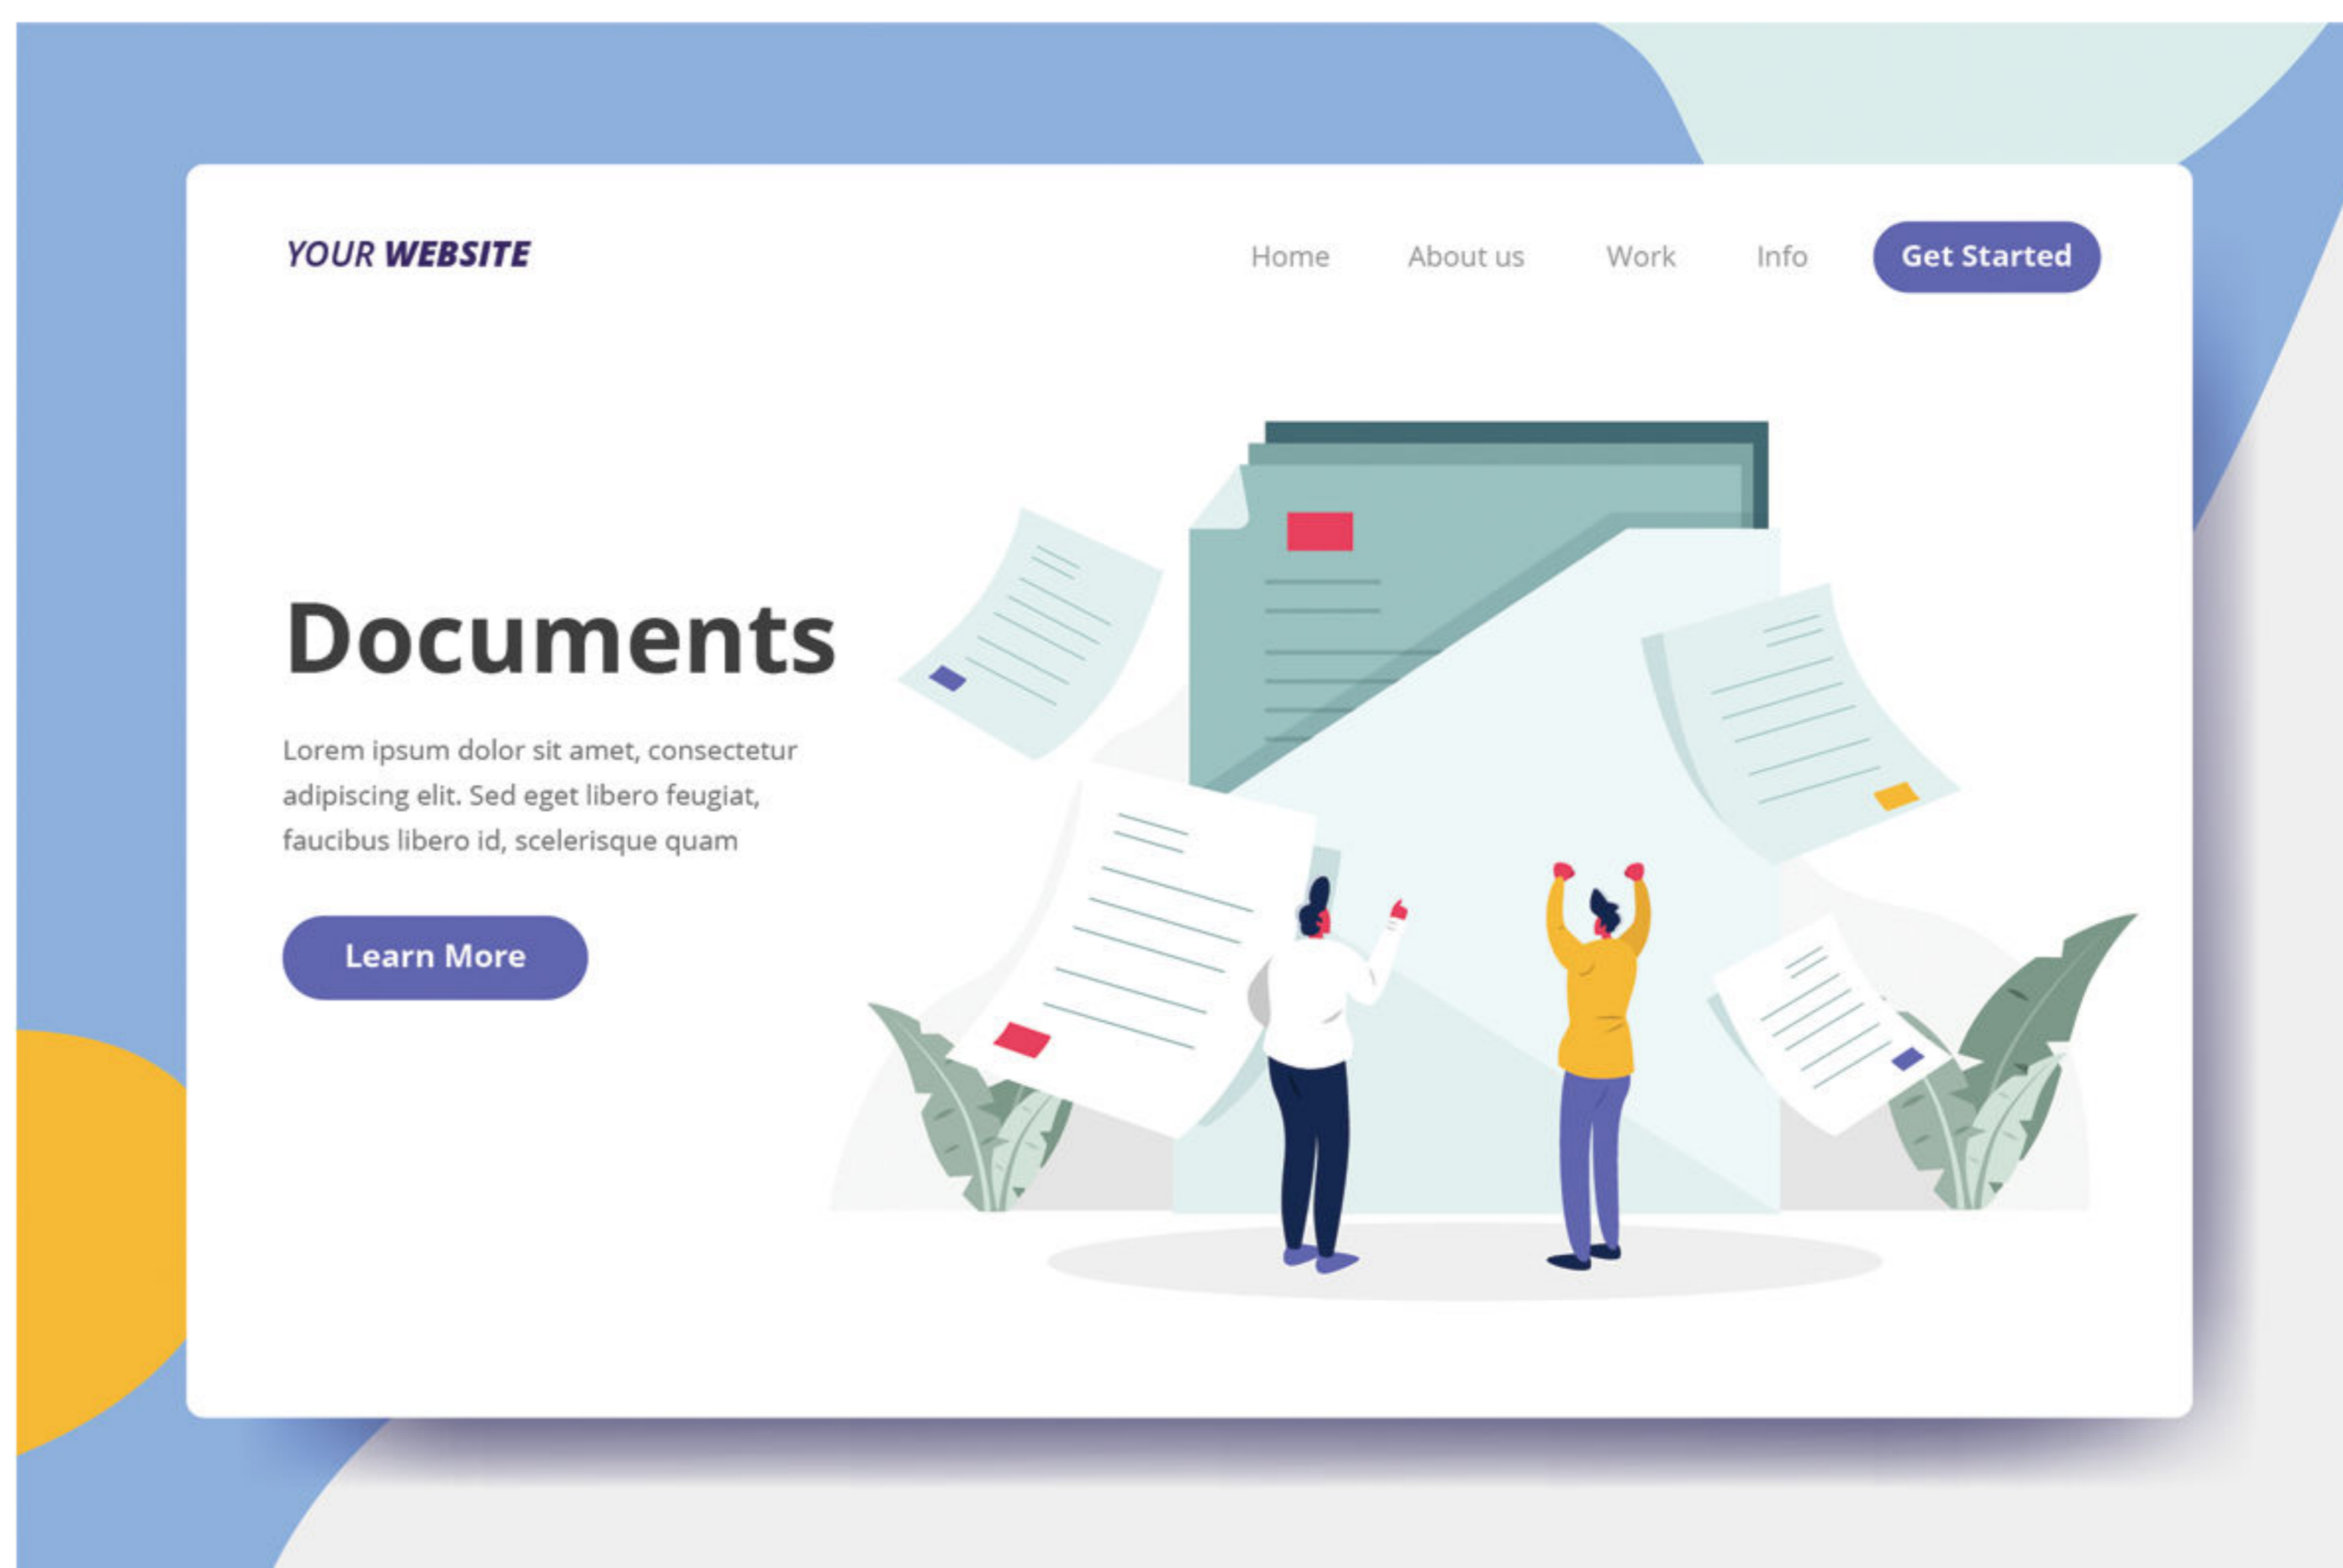 YOUR WEBSITE
Home About us Work Info Get Started
Documents
Lorem ipsum dolor sit amet, consectetur
adipiscing elit. Sed eget libero feugiat,
faucibus libero id, scelerisque quam
Learn More